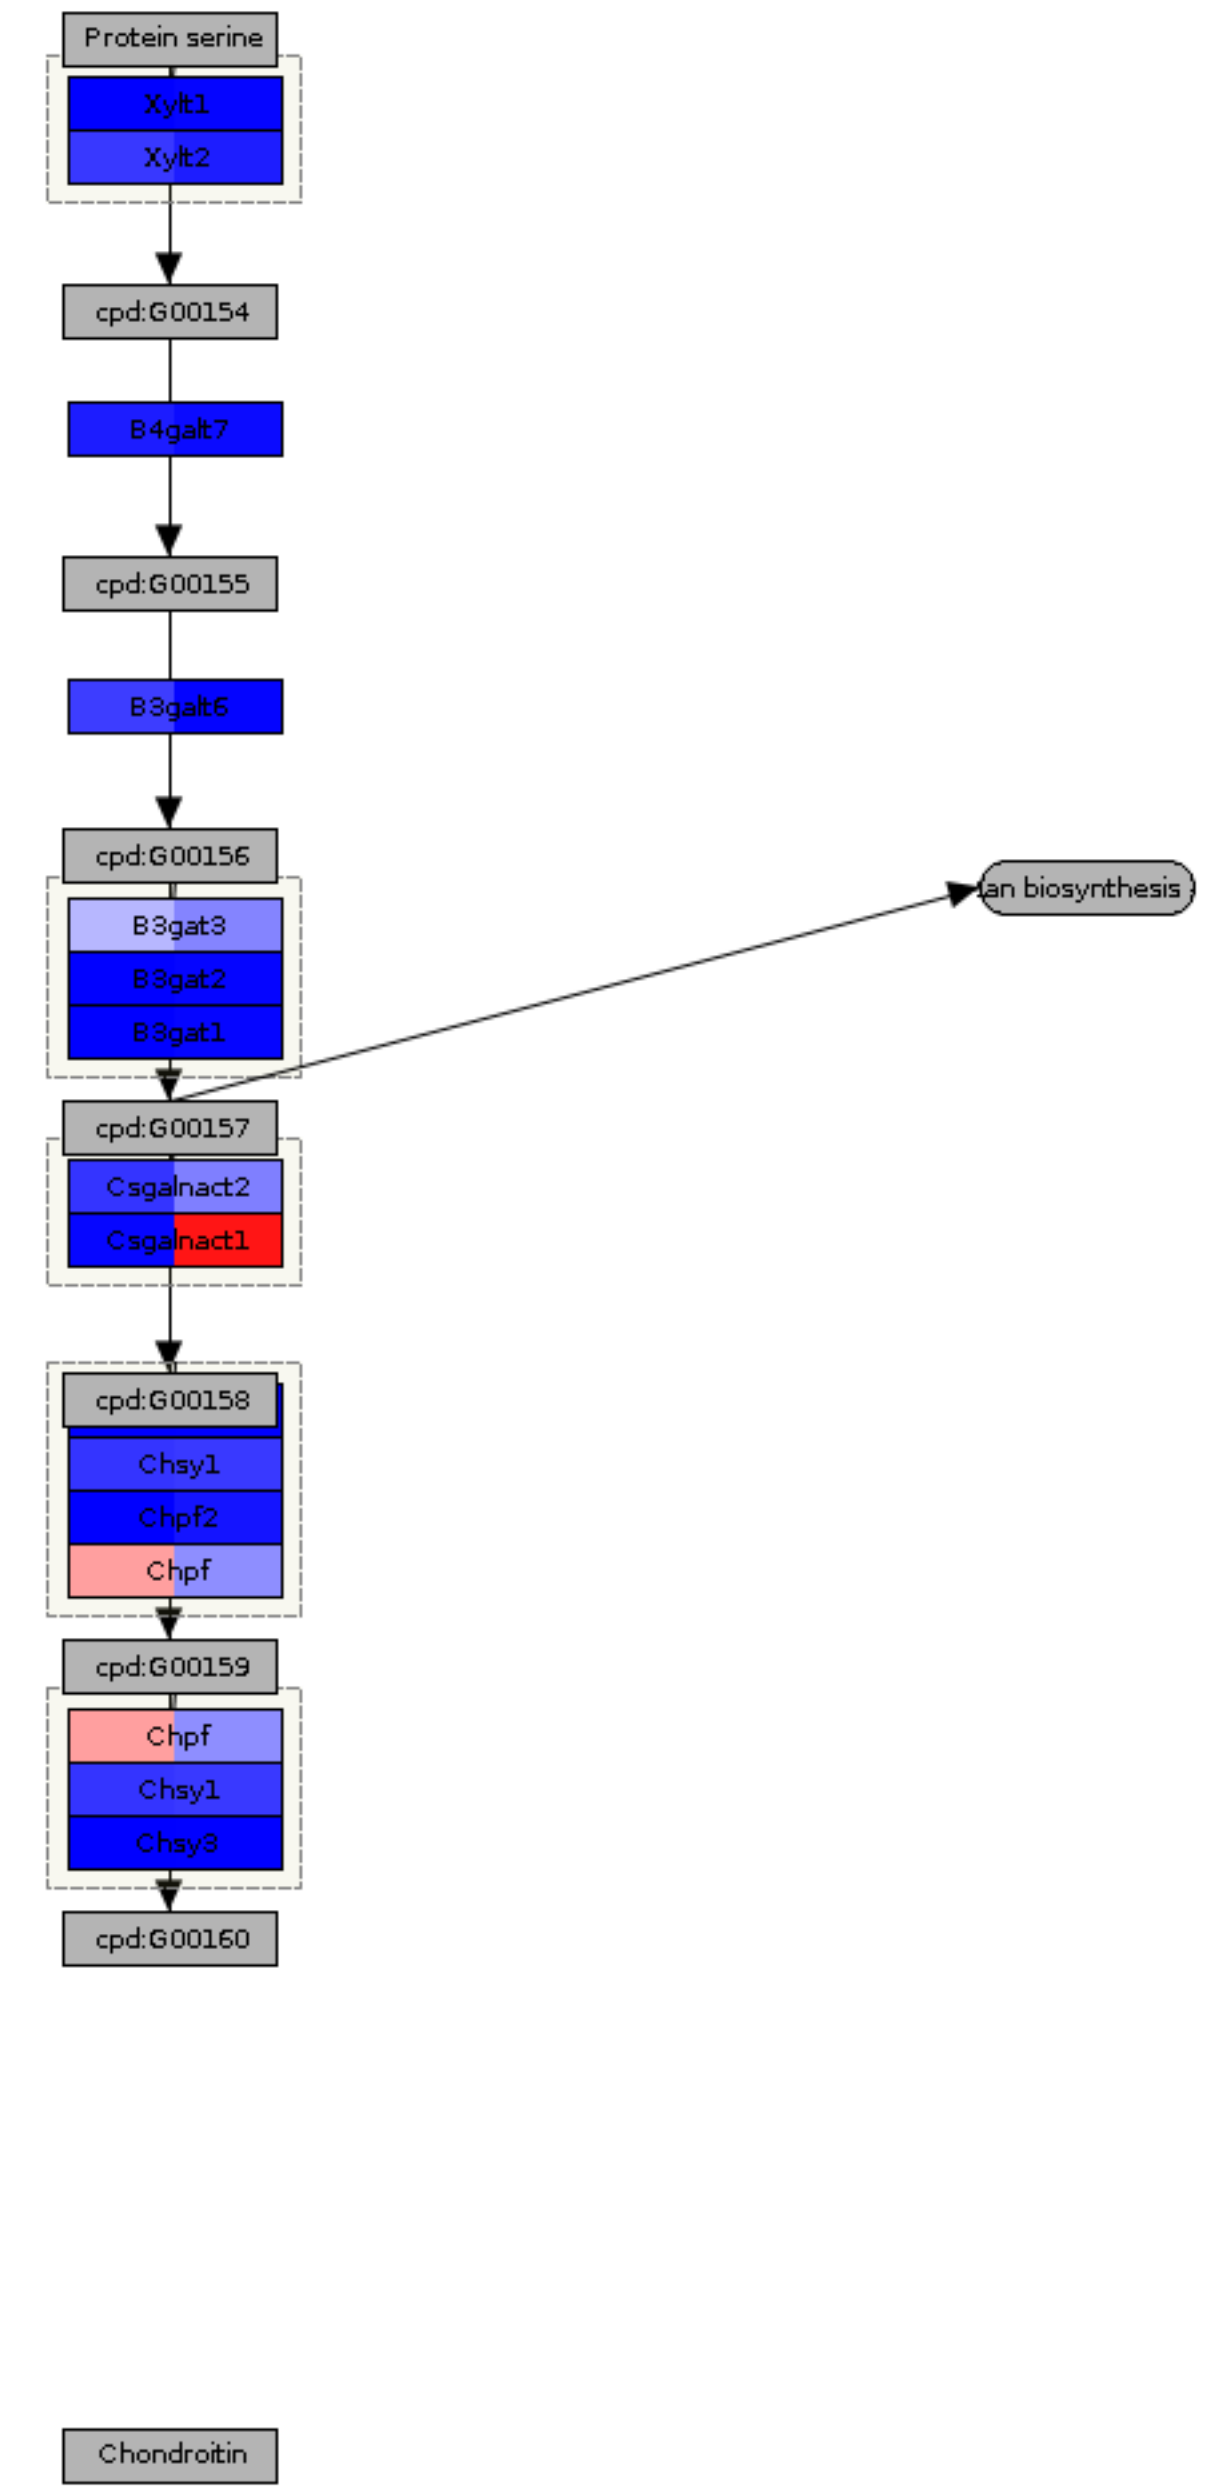 Protein serine
Xylt1
Xylt2
cpd:G00154
B4galt7
cpd:G00155
B3galt6
cpd:G00156
an biosynthesis
B3gat3
B3gat2
B3gat1
cpd:G00157
Csgalnact2
Csgalnact1
cpd:G00158
Chsy1
Chpf2
Chpf
cpd:G00159
Chpf
Chsy1
Chsy3
cpd:G00160
Chondroitin